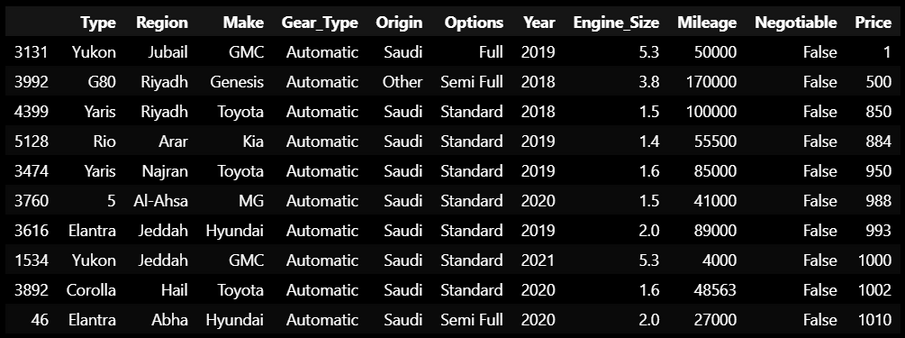 Type Region Make Gear_Type Origin Options Year Engine_Size Mileage Negotiable Price
3131 Yukon Jubail GMC Automatic Saudi Full 2019 5.3 50000 False 1
3992 G80 Riyadh Genesis Automatic Other Semi Full 2018 3.8 170000 False 500
4399 Yaris Riyadh Toyota Automatic Saudi Standard 2018 1.5 100000 False 850
5128 Rio Arar Kia Automatic Saudi Standard 2019 1.4 55500 False 884
3474 Yaris Najran Toyota Automatic Saudi Standard 2019 1.6 85000 False 950
3760 5 Al-Ahsa MG Automatic Saudi Standard 2020 1.5 41000 False 988
3616 Elantra Jeddah Hyundai Automatic Saudi Standard 2019 2.0 89000 False 993
1534 Yukon Jeddah GMC Automatic Saudi Standard 2021 5.3 4000 False 1000
3892 Corolla Hail Toyota Automatic Saudi Standard 2020 1.6 48563 False 1002
46 Elantra Abha Hyundai Automatic Saudi Semi Full 2020 2.0 27000 False 1010